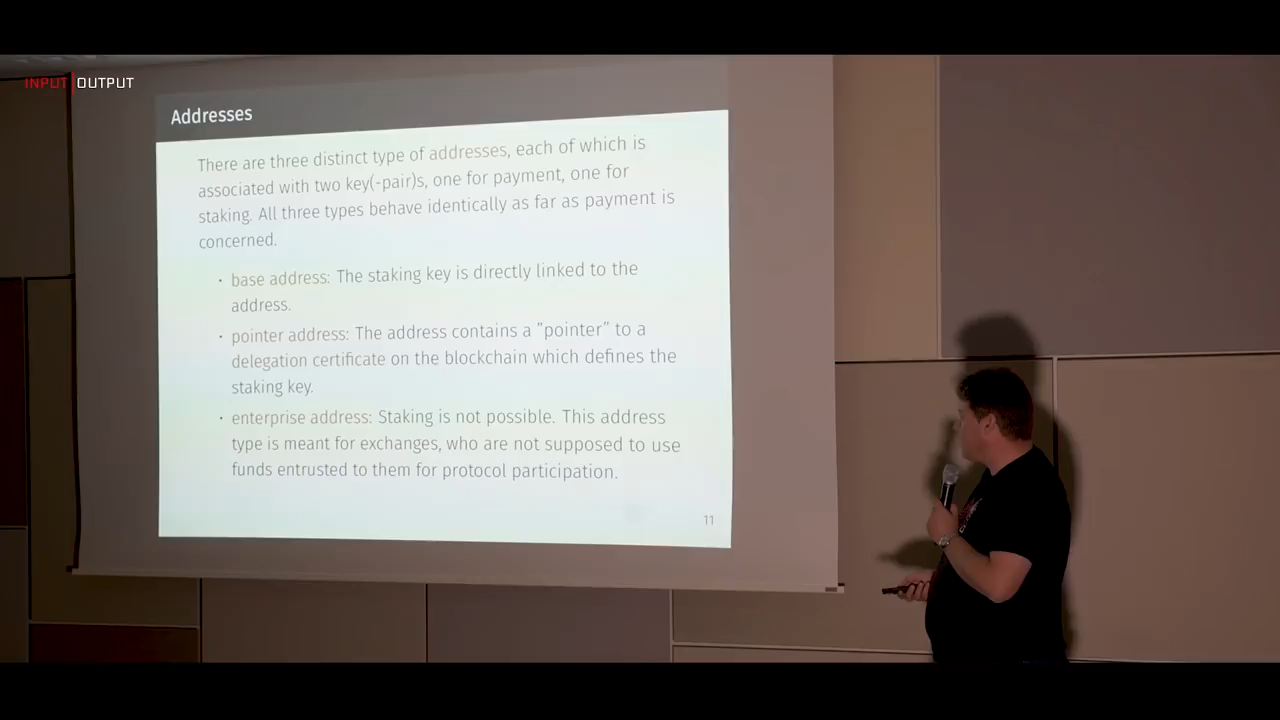 INPUT|OUTPUT
Addresses
There are three distinct type of addresses, each of which is
associated with two key(-pair)s, one for payment, one for
staking. All three types behave identically as far as payment is
concerned.
· base address: The staking key is directly linked to the
address.
· pointer address: The address contains a "pointer" to a
delegation certificate on the blockchain which defines the
staking key.
· enterprise address: Staking is not possible. This address
type is meant for exchanges, who are not supposed to use
funds entrusted to them for protocol participation.
11